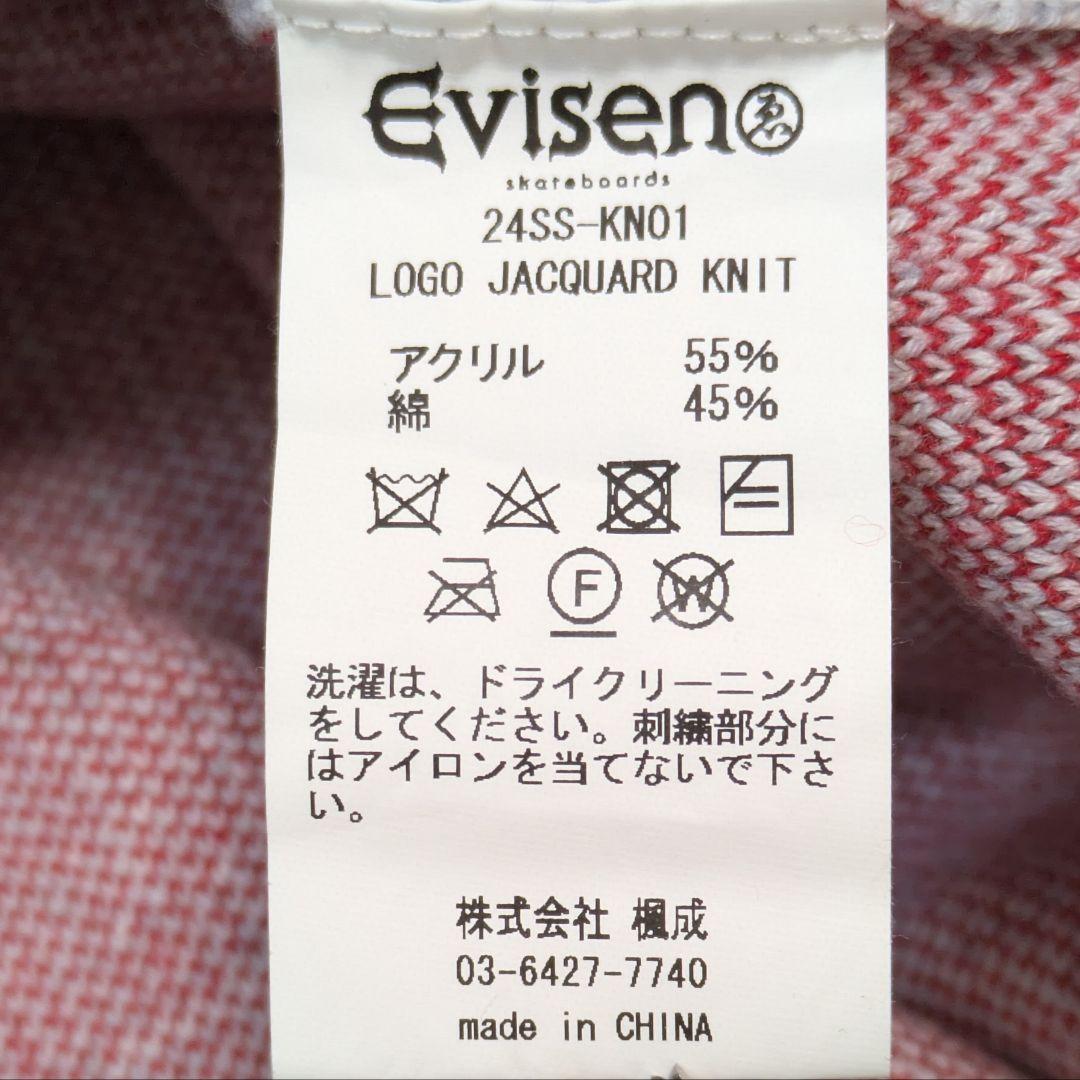 Evisen ゑ
skateboards
24SS-KN01
LOGO JACQUARD KNIT
アクリル 55%
綿 45%
F W
洗濯は、ドライクリーニング
をしてください。刺繍部分に
はアイロンを当てないで下さ
い。
株式会社 楓成
03-6427-7740
made in CHINA